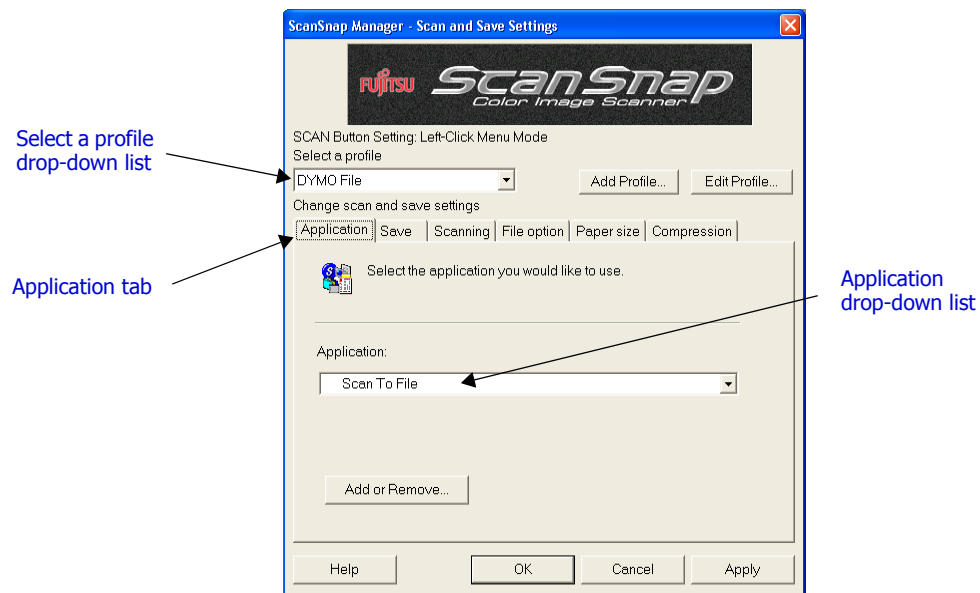 ScanSnap Manager - Scan and Save Settings
FUJITSU ScanSnap
Color Image Scanner
SCAN Button Setting: Left-Click Menu Mode
Select a profile
Select a profile
drop-down list
DYMO File
Add Profile...
Edit Profile...
Change scan and save settings
Application
Save
Scanning
File option
Paper size
Compression
Select the application you would like to use.
Application tab
Application
drop-down list
Application:
Scan To File
Add or Remove...
Help
OK
Cancel
Apply